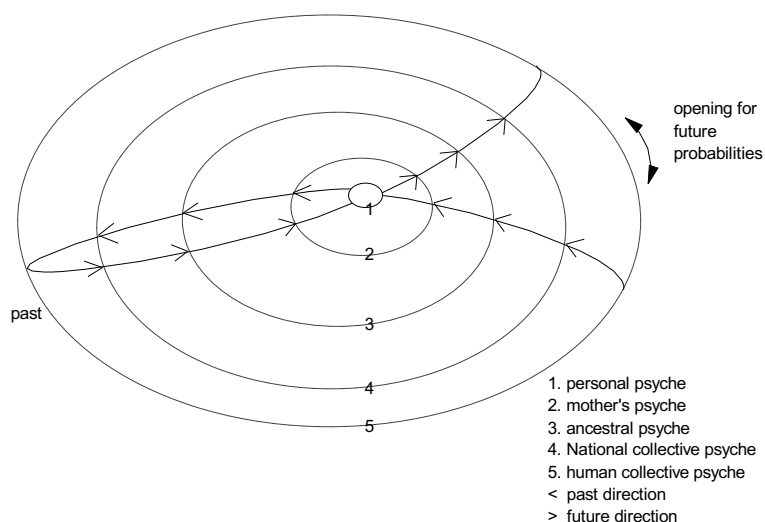 opening for
future
probabilities
1
2
past
3
4
5
1. personal psyche
2. mother's psyche
3. ancestral psyche
4. National collective psyche
5. human collective psyche
< past direction
> future direction